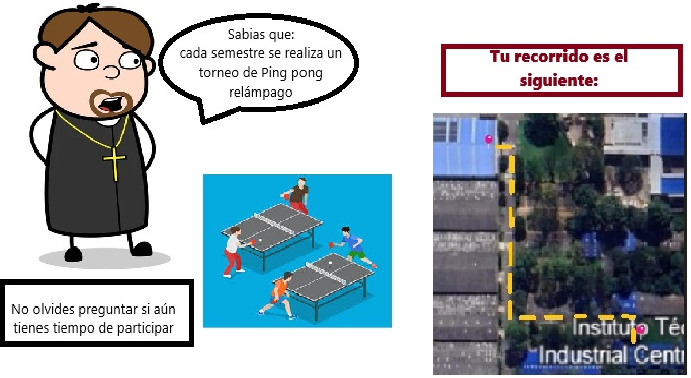 Sabias que:
cada semestre se realiza un
torneo de Ping pong
relámpago
No olvides preguntar si aún
tienes tiempo de participar
Tu recorrido es el
siguiente:
Instituto Téc
Industrial Centr